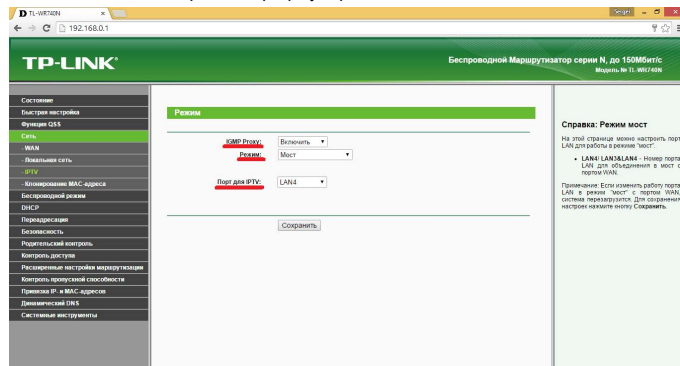 TL-WR740N
Sergei
192.168.0.1
TP-LINK
Беспроводной Маршрутизатор серии N, до 150Мбит/с
Модель № TL-WR740N
Состояние
Быстрая настройка
Функция QSS
Сеть
- WAN
- Локальная сеть
- IPTV
- Клонирование MAC-адреса
Беспроводной режим
DHCP
Переадресация
Безопасность
Родительский контроль
Контроль доступа
Расширенные настройки маршрутизации
Контроль пропускной способности
Привязка IP- и MAC-адресов
Динамический DNS
Системные инструменты
Режим
IGMP Proxy: Включить
Режим: Мост
Порт для IPTV: LAN4
Сохранить
Справка: Режим мост
На этой странице можно настроить порт
LAN для работы в режиме "мост".
• LAN4/ LAN3&LAN4 - Номер порта
LAN для объединения в мост с
портом WAN.
Примечание: Если изменить работу порта
LAN в режим "мост" с портом WAN,
система перезагрузится. Для сохранения
настроек нажмите кнопку Сохранить.